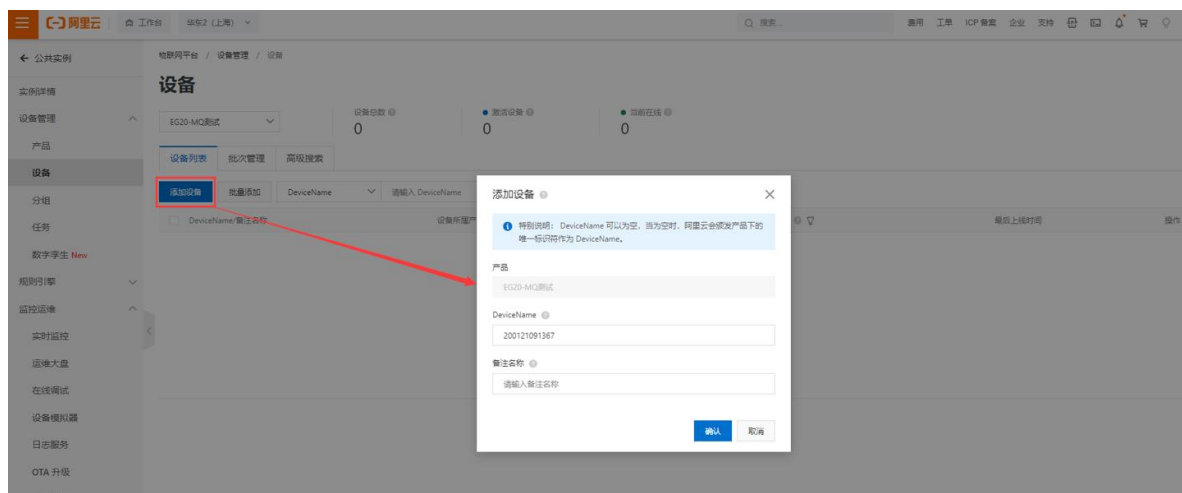 阿里云
工作台
华东2 (上海)
搜索...
费用 工单 ICP 备案 企业 支持
公共实例
物联网平台 / 设备管理 / 设备
实例详情
设备
设备管理
EG20-MQ测试
设备总数
0
激活设备
0
当前在线
0
产品
设备列表 批次管理 高级搜索
设备
添加设备 批量添加 DeviceName 请输入 DeviceName
分组
DeviceName/备注名称
设备所属产
最后上线时间
操作
任务
数字孪生 New
规则引擎
监控运维
实时监控
运维大盘
在线调试
设备模拟器
日志服务
OTA 升级
添加设备
特别说明： DeviceName 可以为空，当为空时，阿里云会颁发产品下的
唯一标识符作为 DeviceName。
产品
EG20-MQ测试
DeviceName
200121091367
备注名称
请输入备注名称
确认 取消